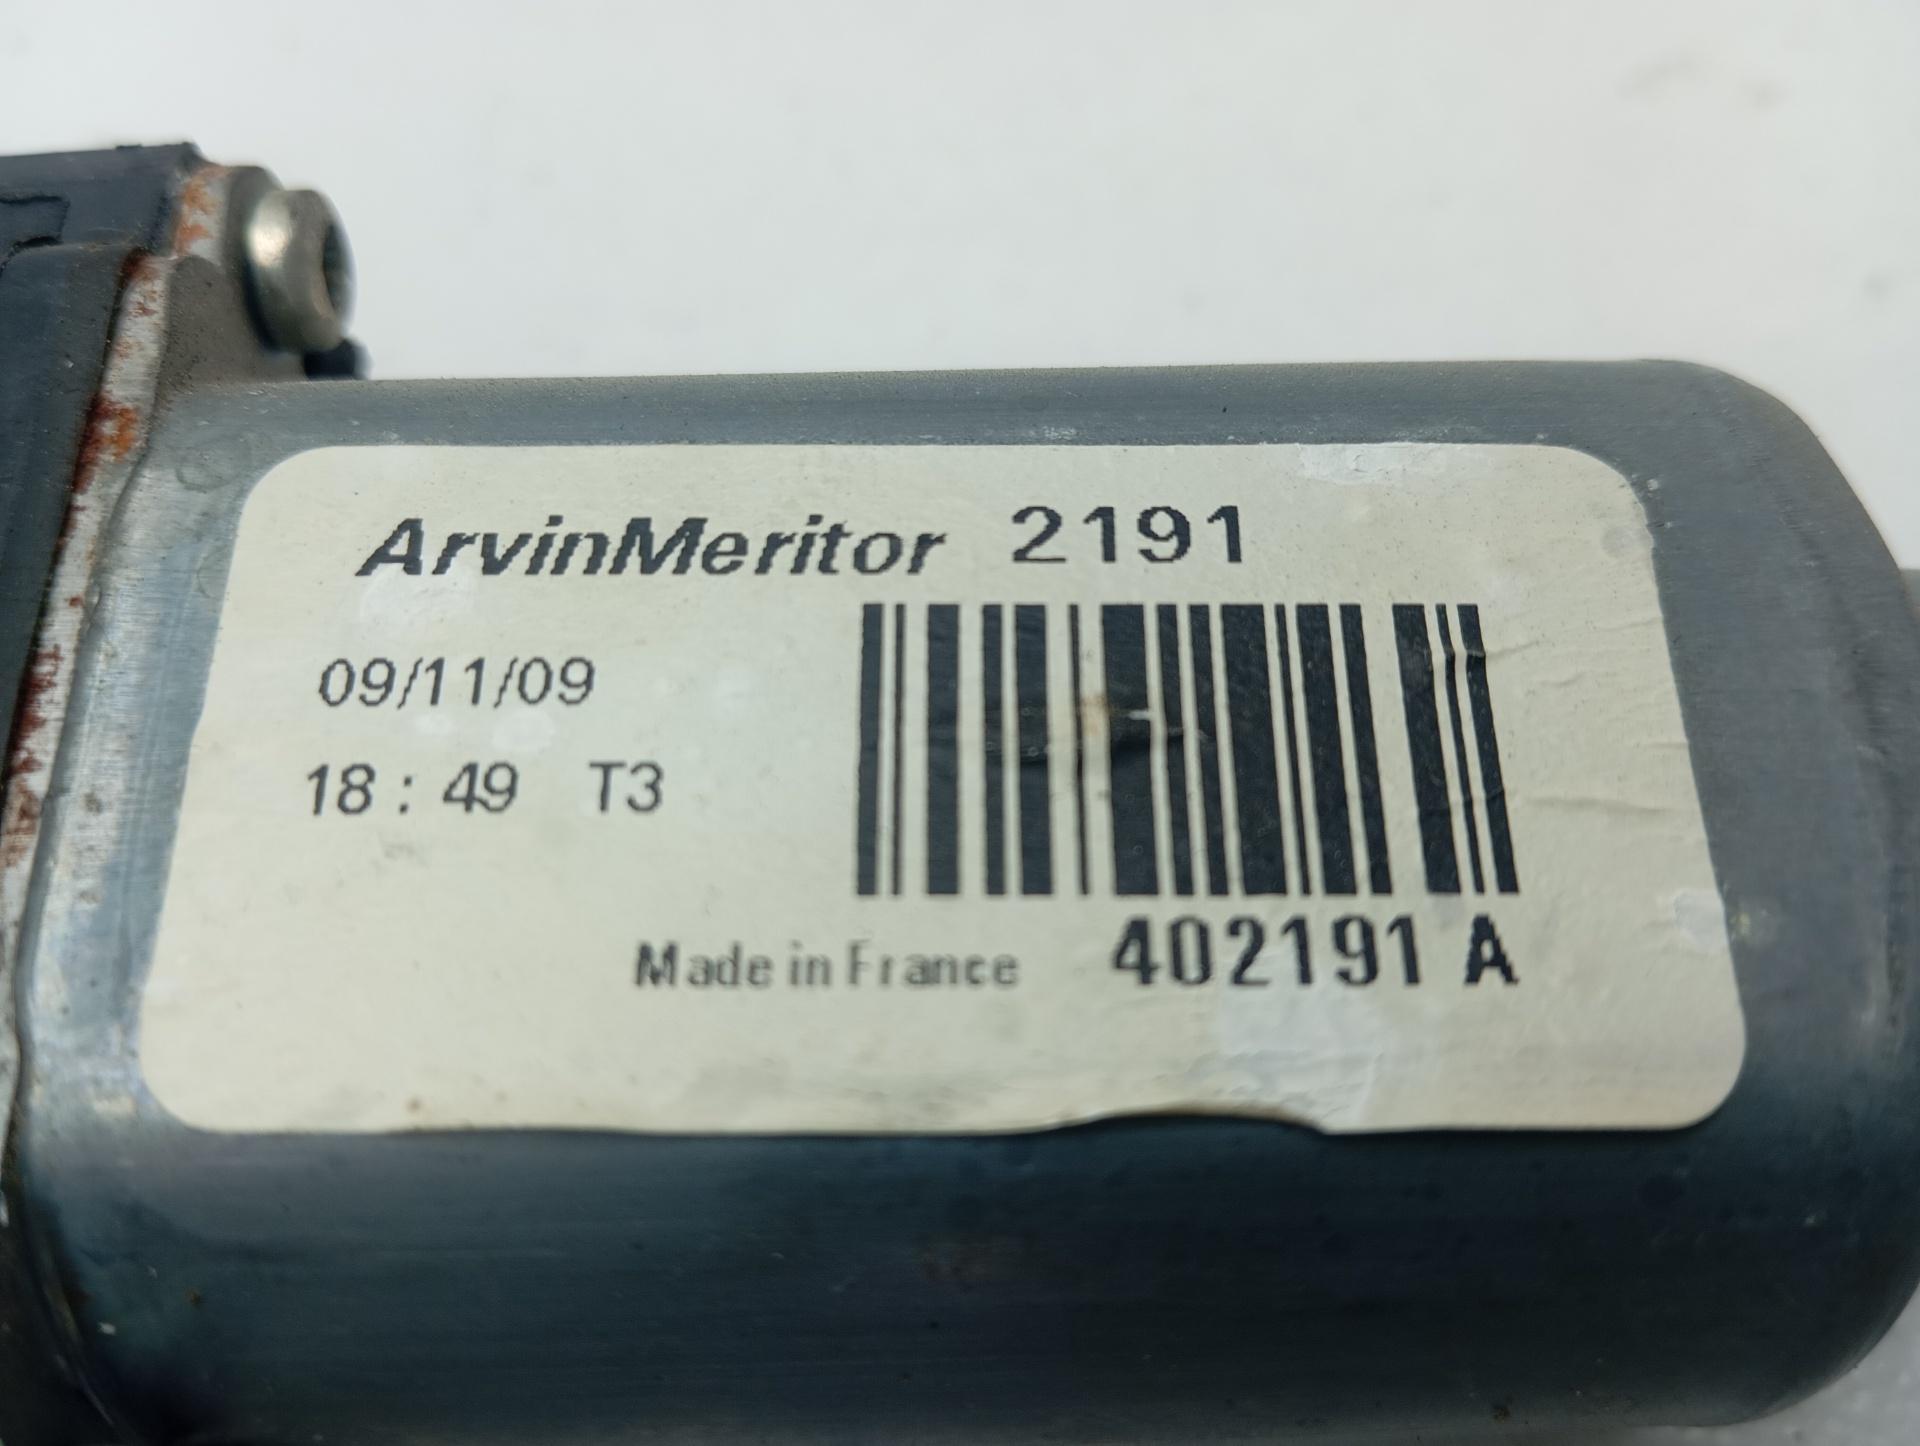 ArvinMeritor 2191
09/11/09
18 : 49 T3
Made in France 402191 A